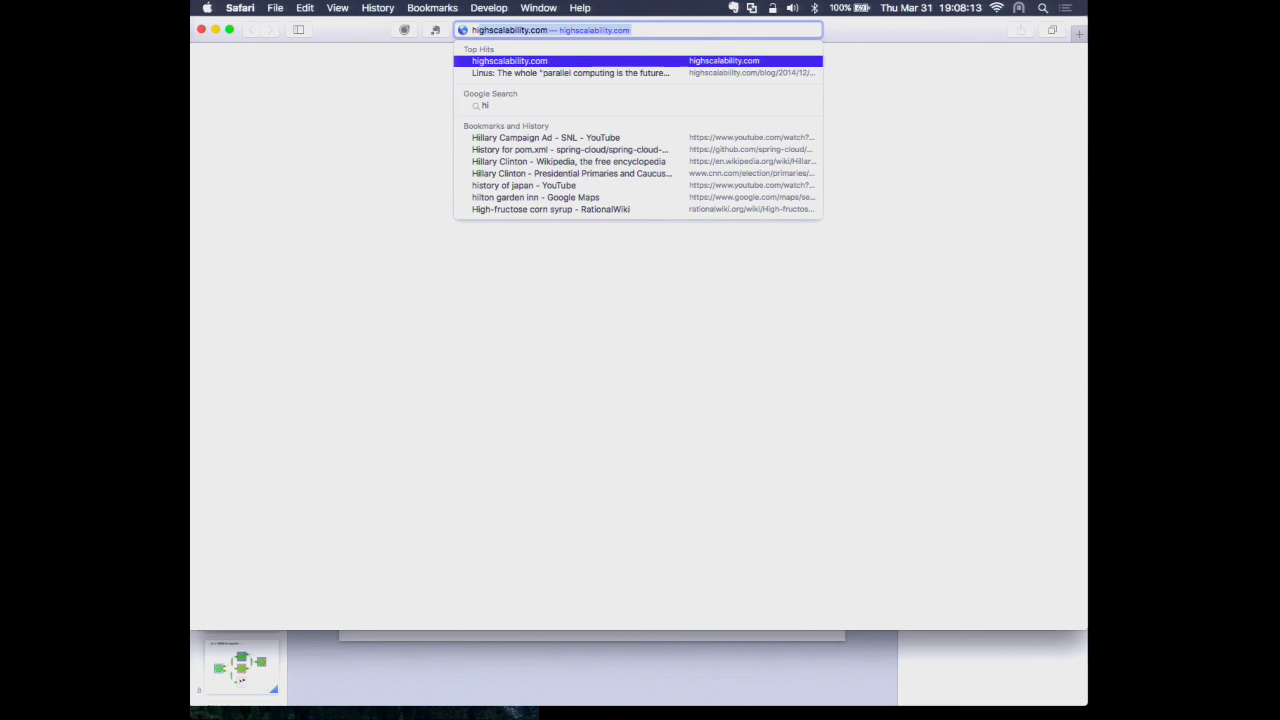 Safari File Edit View History Bookmarks Develop Window Help 100% Thu Mar 31 19:08:13
highscalability.com — highscalability.com
Top Hits
highscalability.com highscalability.com
Linus: The whole "parallel computing is the future... highscalability.com/blog/2014/12/...
Google Search
hi
Bookmarks and History
Hillary Campaign Ad - SNL - YouTube https://www.youtube.com/watch?...
History for pom.xml - spring-cloud/spring-cloud-... https://github.com/spring-cloud/...
Hillary Clinton - Wikipedia, the free encyclopedia https://en.wikipedia.org/wiki/Hillar...
Hillary Clinton - Presidential Primaries and Caucus... www.cnn.com/election/primaries/...
history of japan - YouTube https://www.youtube.com/watch?...
hilton garden inn - Google Maps https://www.google.com/maps/se...
High-fructose corn syrup - RationalWiki rationalwiki.org/wiki/High-fructos...
8